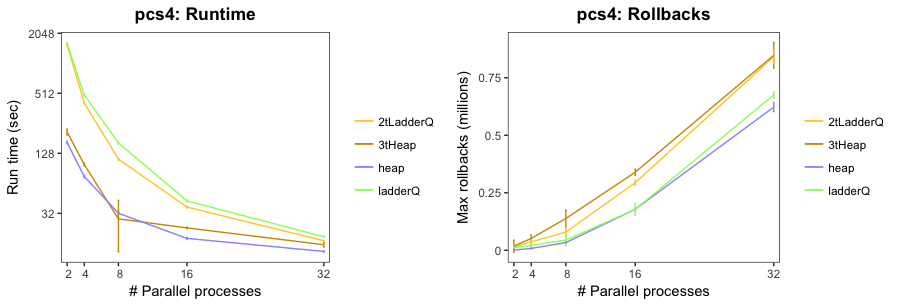 pcs4: Runtime
Run time (sec)
2048
512
128
32
2 4 8 16 32
# Parallel processes
2tLadderQ
3tHeap
heap
ladderQ
pcs4: Rollbacks
Max rollbacks (millions)
0.75
0.5
0.25
0
2 4 8 16 32
# Parallel processes
2tLadderQ
3tHeap
heap
ladderQ